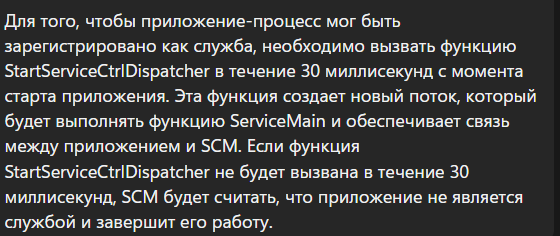 Для того, чтобы приложение-процесс мог быть
зарегистрировано как служба, необходимо вызвать функцию
StartServiceCtrlDispatcher в течение 30 миллисекунд с момента
старта приложения. Эта функция создает новый поток, который
будет выполнять функцию ServiceMain и обеспечивает связь
между приложением и SCM. Если функция
StartServiceCtrlDispatcher не будет вызвана в течение 30
миллисекунд, SCM будет считать, что приложение не является
службой и завершит его работу.